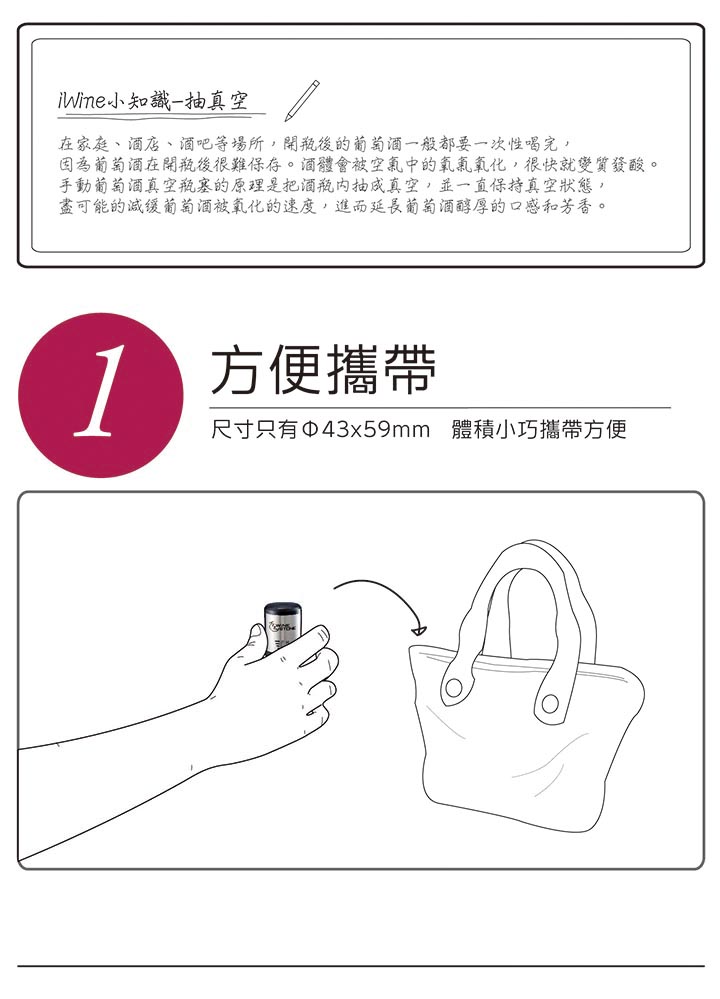 iWine小知識-抽真空
在家庭、酒店、酒吧等場所，開瓶後的葡萄酒一般都要一次性喝完，
因為葡萄酒在開瓶後很難保存。酒體會被空氣中的氧氣氧化，很快就變質發酸。
手動葡萄酒真空瓶塞的原理是把酒瓶內抽成真空，並一直保持真空狀態，
盡可能的減緩葡萄酒被氧化的速度，進而延長葡萄酒醇厚的口感和芳香。
1
方便攜帶
尺寸只有Φ43x59mm 體積小巧攜帶方便